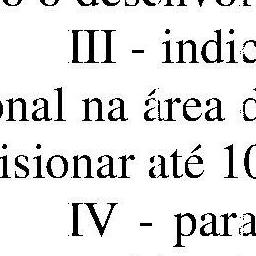 o o desenvol
III - indic
onal na área d
isionar até 10
IV - para